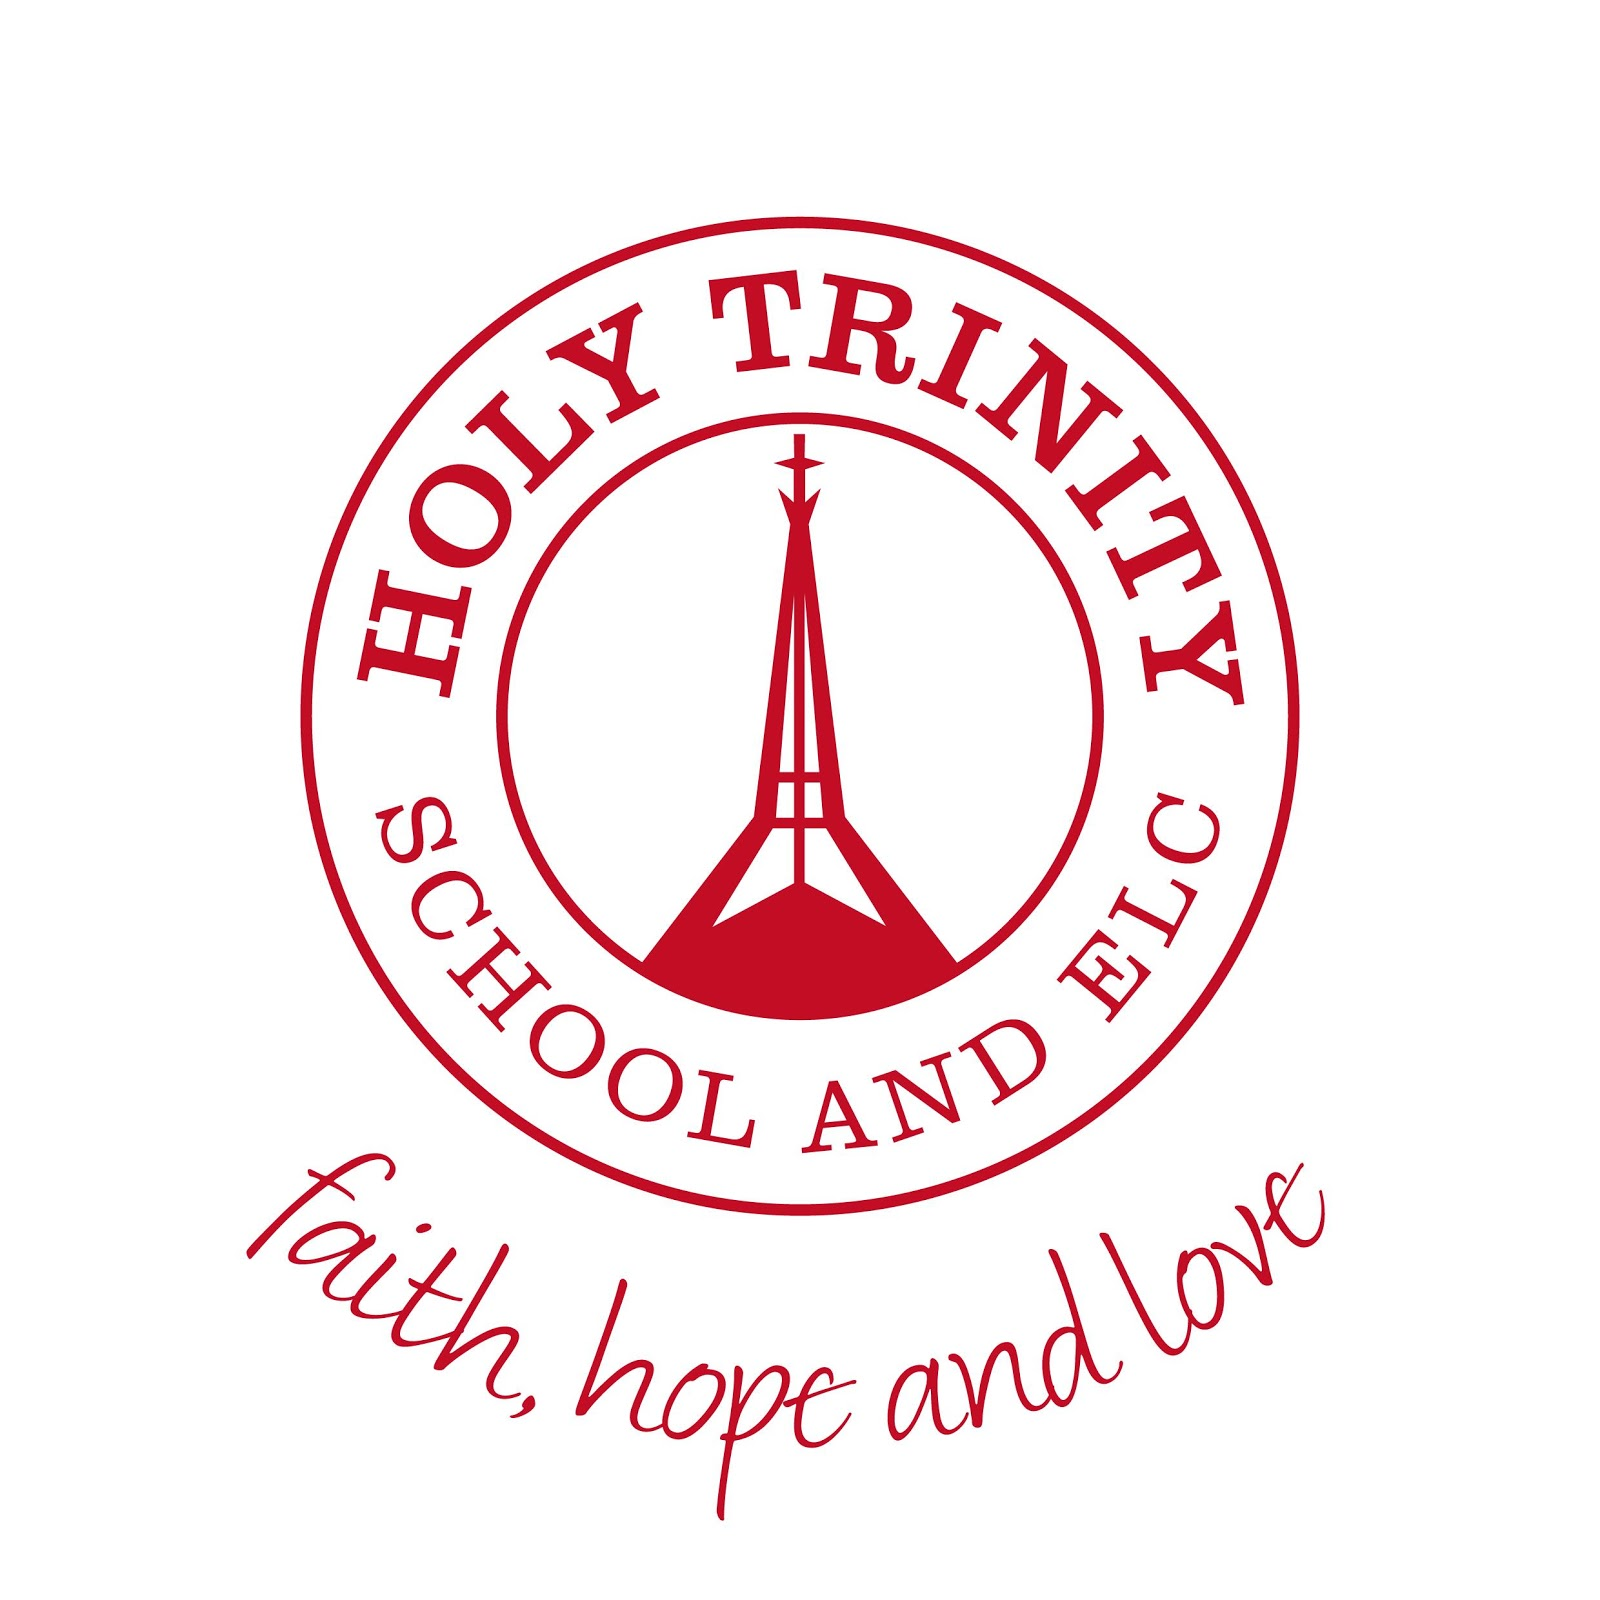 HOLY TRINITY
SCHOOL AND ELC
faith, hope and love